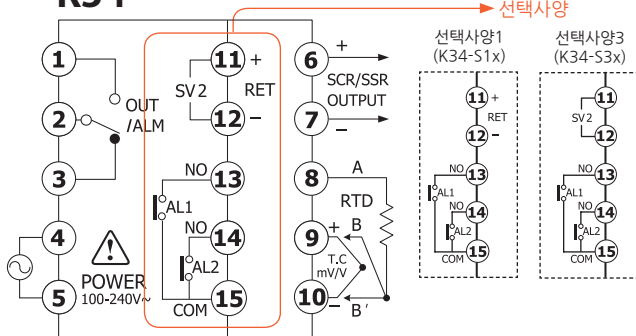 선택사양
1
2
3
4
5
OUT
/ALM
POWER
100-240V~
11 +
SV2 RET
12 −
NO 13
AL1
NO 14
AL2
COM 15
6 +
SCR/SSR
OUTPUT
7 −
8 A
RTD
9 + B
T.C
mV/V
10 − B'
선택사양1
(K34-S1x)
11 +
RET
12 −
NO 13
AL1
NO 14
AL2
COM 15
선택사양3
(K34-S3x)
11
SV2
12
NO 13
AL1
NO 14
AL2
COM 15